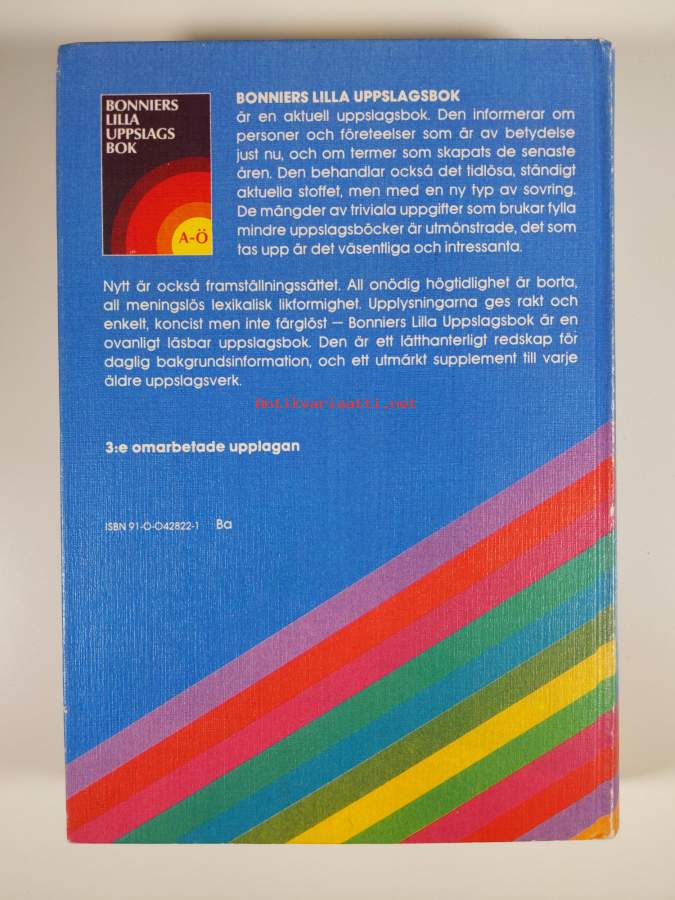 BONNIERS
LILLA
UPPSLAGS
BOK
A-Ö
BONNIERS LILLA UPPSLAGSBOK
är en aktuell uppslagsbok. Den informerar om
personer och företeelser som är av betydelse
just nu, och om termer som skapats de senaste
åren. Den behandlar också det tidlösa, ständigt
aktuella stoffet, men med en ny typ av sovring.
De mängder av triviala uppgifter som brukar fylla
mindre uppslagsböcker är utmönstrade, det som
tas upp är det väsentliga och intressanta.
Nytt är också framställningssättet. All onödig högtidlighet är borta,
all meningslös lexikalisk likformighet. Upplysningarna ges rakt och
enkelt, koncist men inte färglöst – Bonniers Lilla Uppslagsbok är en
ovanligt läsbar uppslagsbok. Den är ett lätthanterligt redskap för
daglig bakgrundsinformation, och ett utmärkt supplement till varje
äldre uppslagsverk.
Antikvariaatti.net
3:e omarbetade upplagan
ISBN 91-0-042822-1 Ba